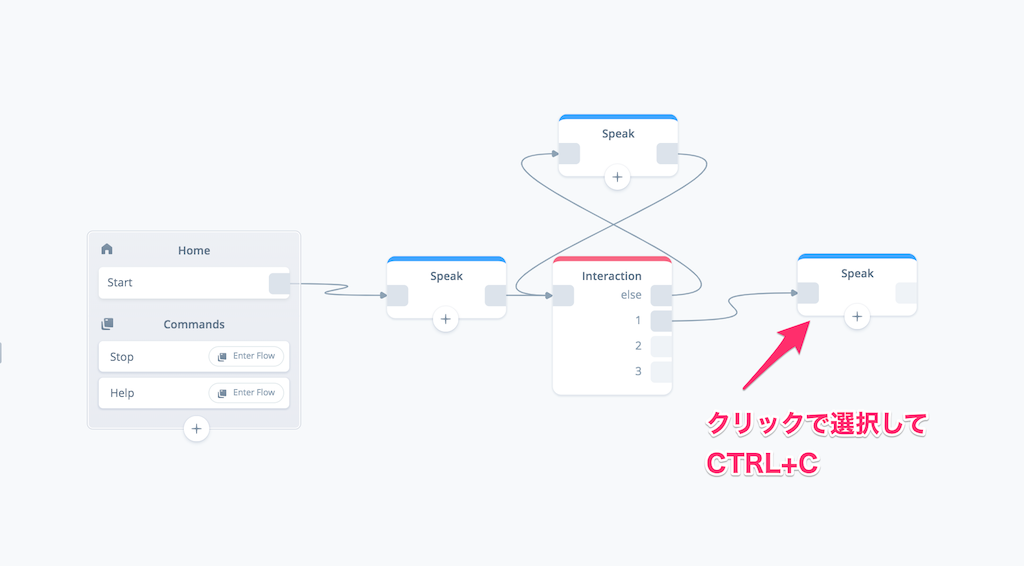 Speak
Home
Start
Speak
Interaction
else
1
2
3
Speak
Commands
Stop
Enter Flow
Help
Enter Flow
クリックで選択して
CTRL+C